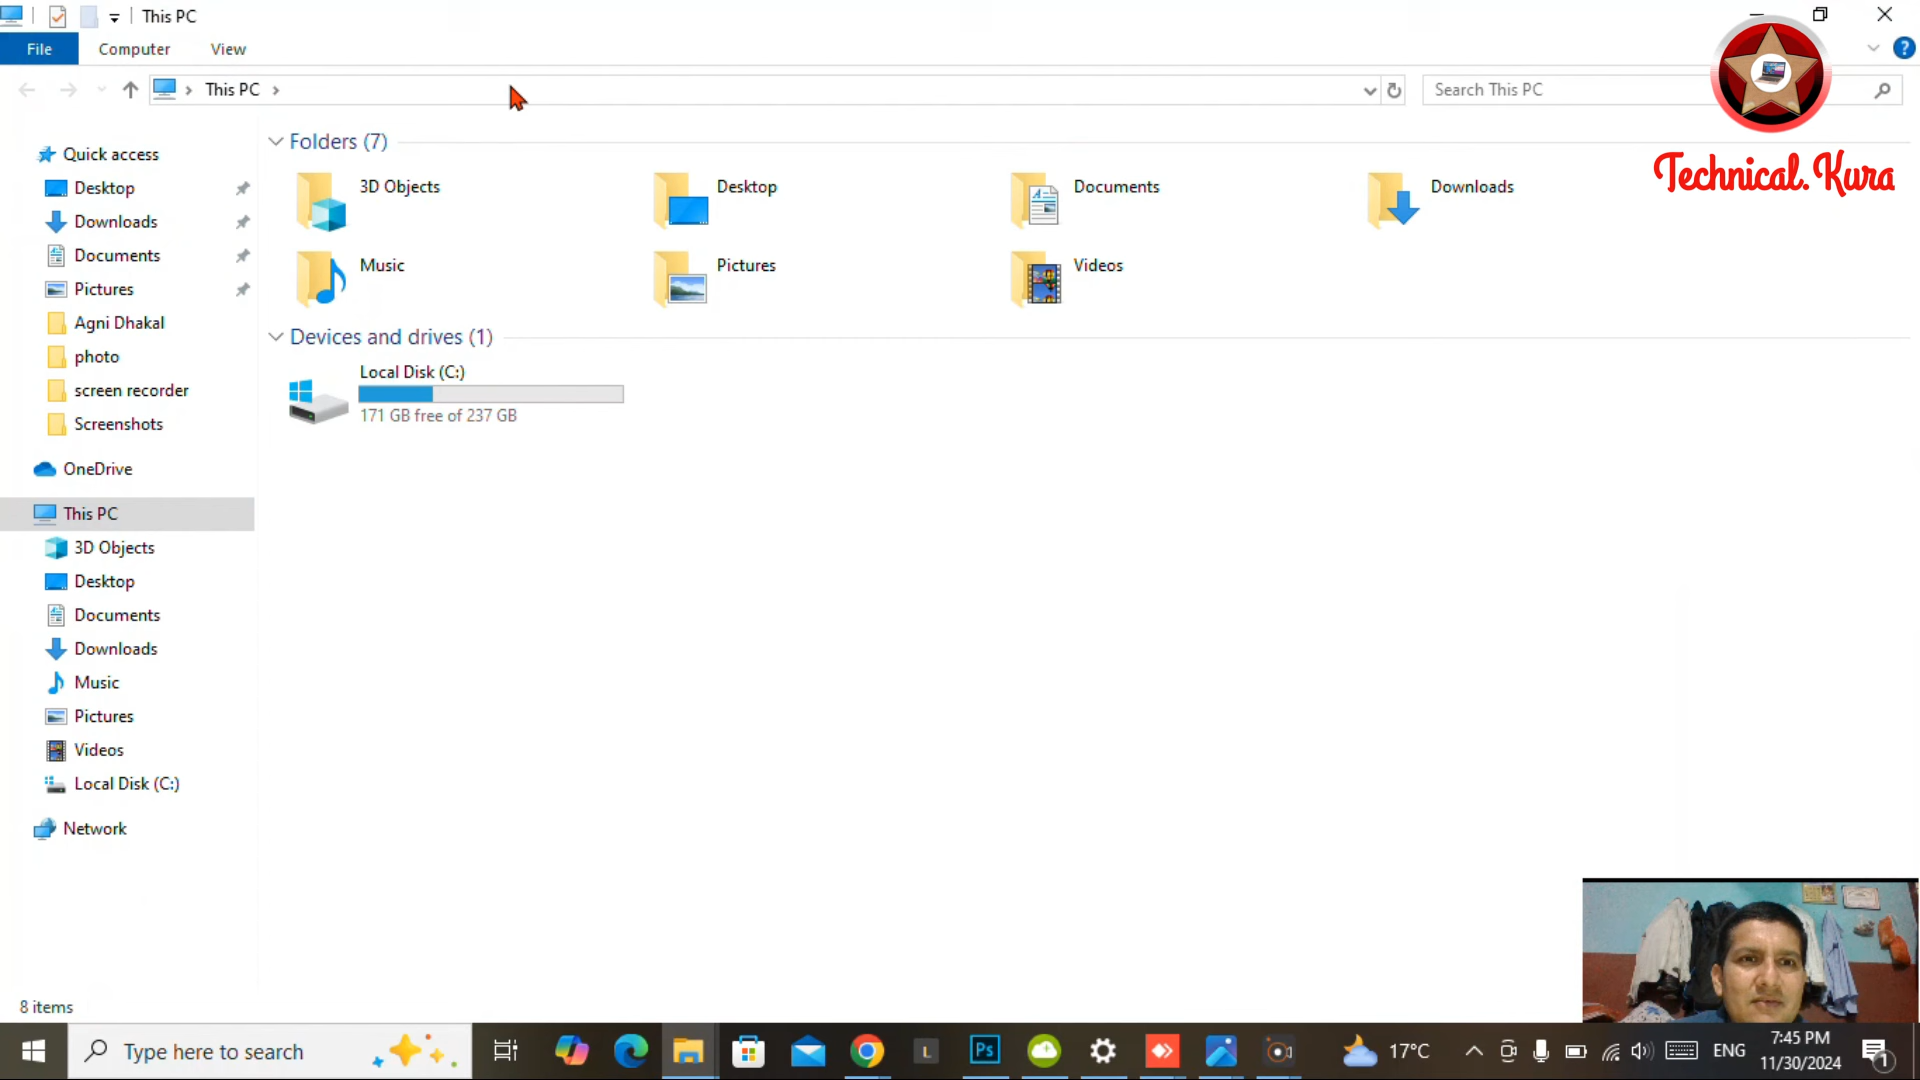 This PC
File Computer View
This PC
Search This PC
Technical.Kura
Quick access
Desktop
Downloads
Documents
Pictures
Agni Dhakal
photo
screen recorder
Screenshots
OneDrive
This PC
3D Objects
Desktop
Documents
Downloads
Music
Pictures
Videos
Local Disk (C:)
Network
Folders (7)
3D Objects Desktop Documents Downloads
Music Pictures Videos
Devices and drives (1)
Local Disk (C:)
171 GB free of 237 GB
8 items
Type here to search
L
Ps
17°C
ENG
7:45 PM
11/30/2024
1